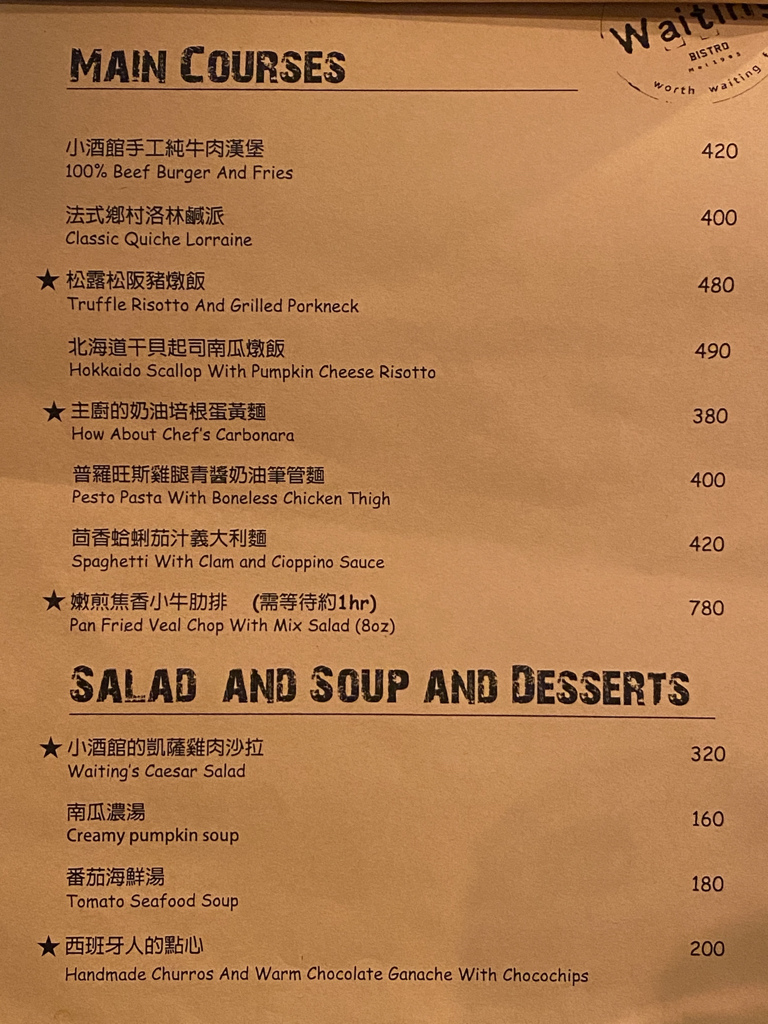 Waiting
BISTRO
worth waiting
MAIN COURSES
小酒館手工純牛肉漢堡 420
100% Beef Burger And Fries
法式鄉村洛林鹹派 400
Classic Quiche Lorraine
★ 松露松阪豬燉飯 480
Truffle Risotto And Grilled Porkneck
北海道干貝起司南瓜燉飯 490
Hokkaido Scallop With Pumpkin Cheese Risotto
★ 主廚的奶油培根蛋黃麵 380
How About Chef's Carbonara
普羅旺斯雞腿青醬奶油筆管麵 400
Pesto Pasta With Boneless Chicken Thigh
茴香蛤蜊茄汁義大利麵 420
Spaghetti With Clam and Cioppino Sauce
★ 嫩煎焦香小牛肋排 (需等待約1hr) 780
Pan Fried Veal Chop With Mix Salad (8oz)
SALAD AND SOUP AND DESSERTS
★ 小酒館的凱薩雞肉沙拉 320
Waiting's Caesar Salad
南瓜濃湯 160
Creamy pumpkin soup
番茄海鮮湯 180
Tomato Seafood Soup
★ 西班牙人的點心 200
Handmade Churros And Warm Chocolate Ganache With Chocochips